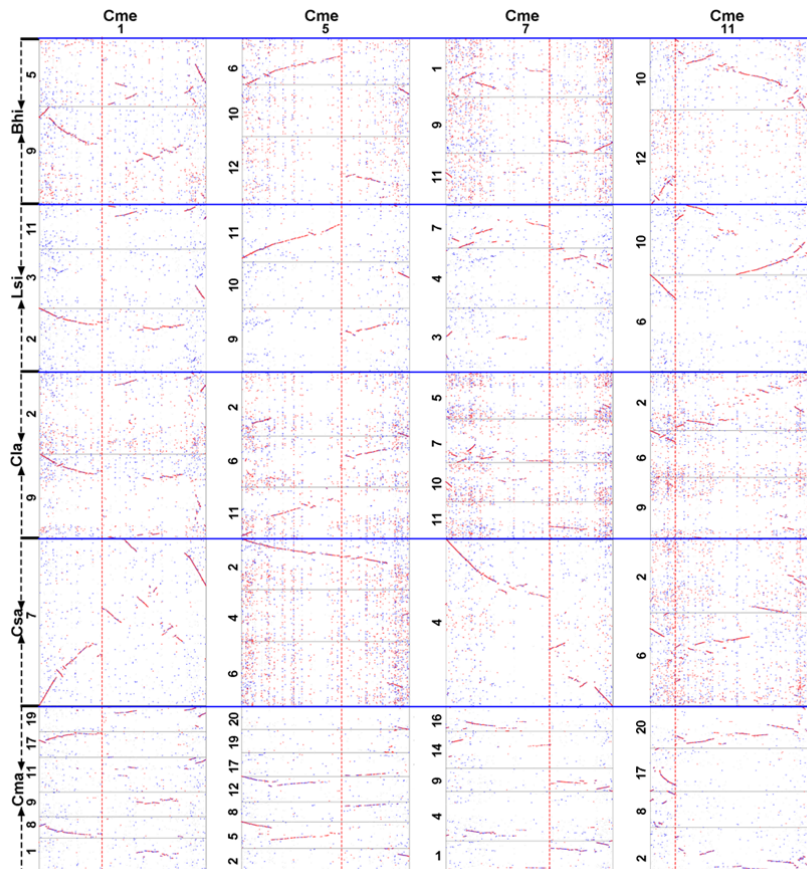 Cme Cme Cme Cme
1 5 7 11
Bhi
5 9
6 10 12
1 9 11
10 12
Lsi
11 3 2
11 10 9
7 4 3
10 6
Cla
2 9
2 6 11
5 7 10 11
2 6 9
Csa
7
2 4 6
4
2 6
Cma
19 17 11 9 8 1
20 19 17 12 8 5 2
16 14 9 4 1
20 17 8 2